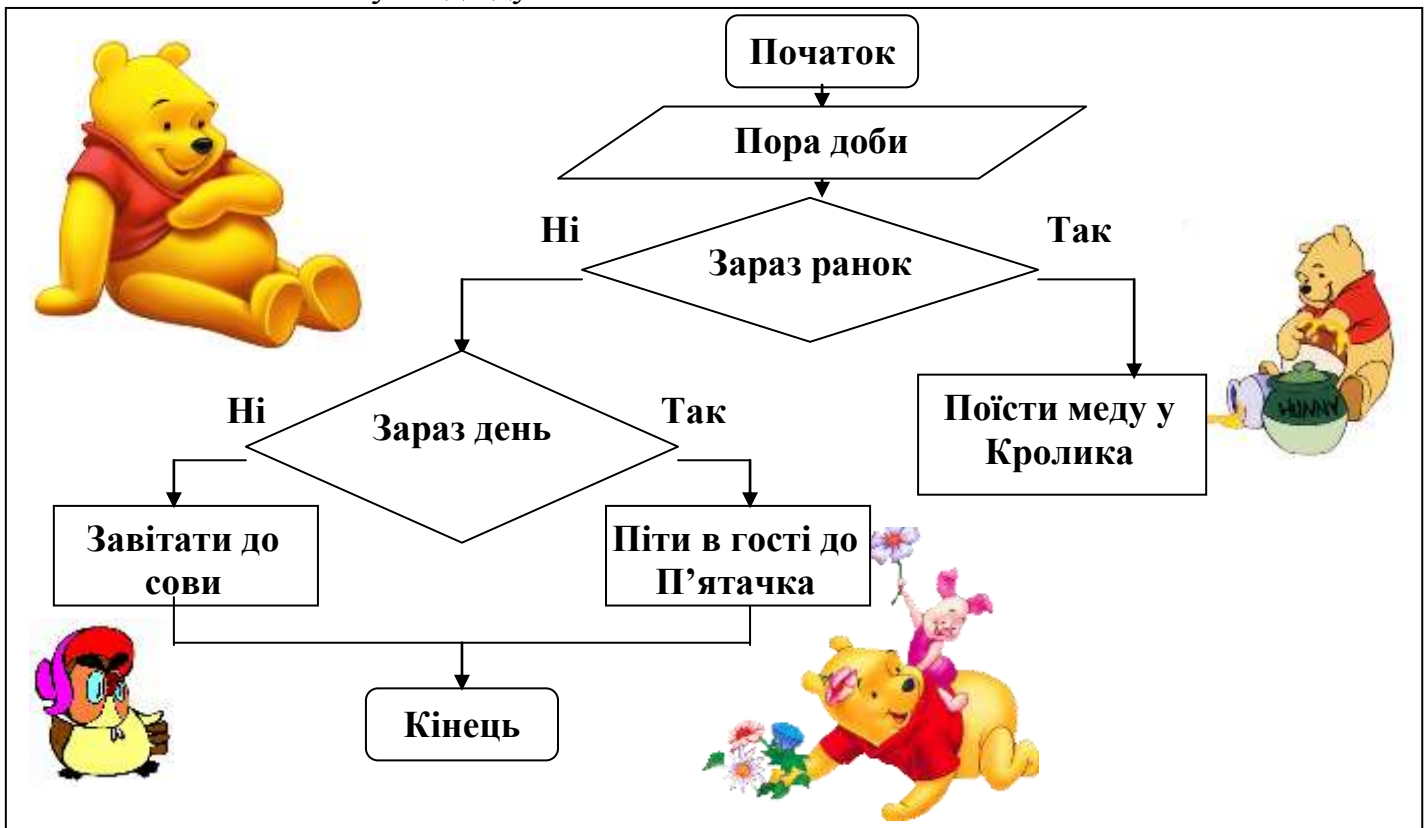 Початок
Пора доби
Ні
Так
Зараз ранок
Ні
Так
Зараз день
Поїсти меду у
Кролика
HUNNY
Завітати до
сови
Піти в гості до
П’ятачка
Кінець